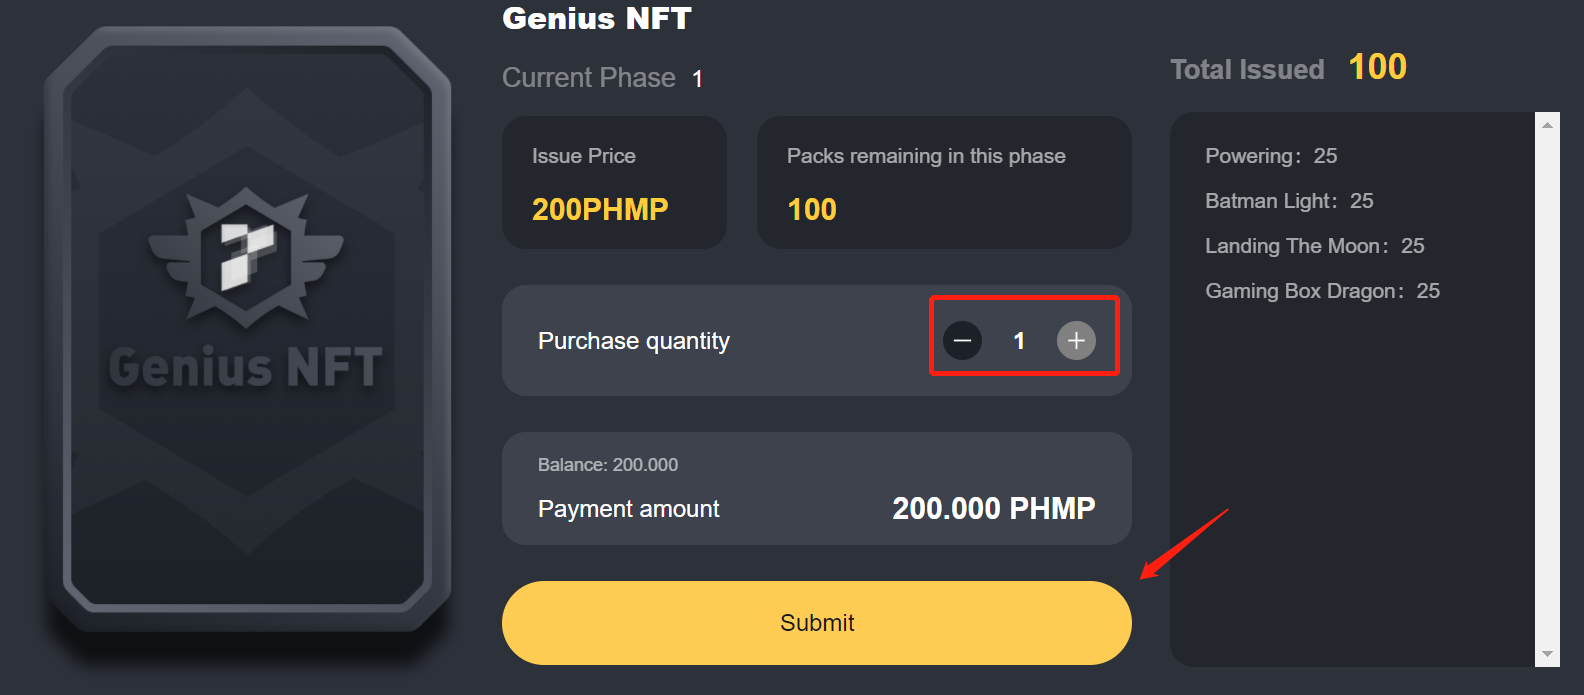 Genius NFT
Genius NFT
Current Phase 1
Issue Price
200PHMP
Packs remaining in this phase
100
Purchase quantity
1
Balance: 200.000
Payment amount
200.000 PHMP
Submit
Total Issued 100
Powering：25
Batman Light：25
Landing The Moon：25
Gaming Box Dragon：25